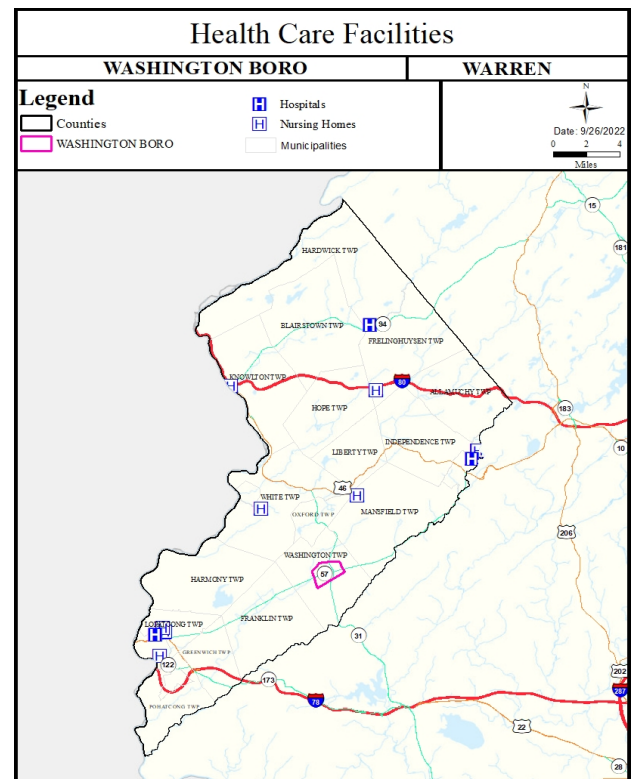 Health Care Facilities
WASHINGTON BORO
WARREN
Legend
Counties
WASHINGTON BORO
Hospitals
Nursing Homes
Municipalities
N
Date: 9/26/2022
0 2 4
Miles
15
181
HARDWICK TWP
BLAIRSTOWN TWP
94
FRELINGHUYSEN TWP
KNOWLTON TWP
80
ALLAMUCHY TWP
HOPE TWP
183
INDEPENDENCE TWP
10
LIBERTY TWP
46
WHITE TWP
OXFORD TWP
MANSFIELD TWP
206
WASHINGTON TWP
57
HARMONY TWP
FRANKLIN TWP
LOPATCONG TWP
31
GREENWICH TWP
122
173
202
287
78
POHATCONG TWP
22
28